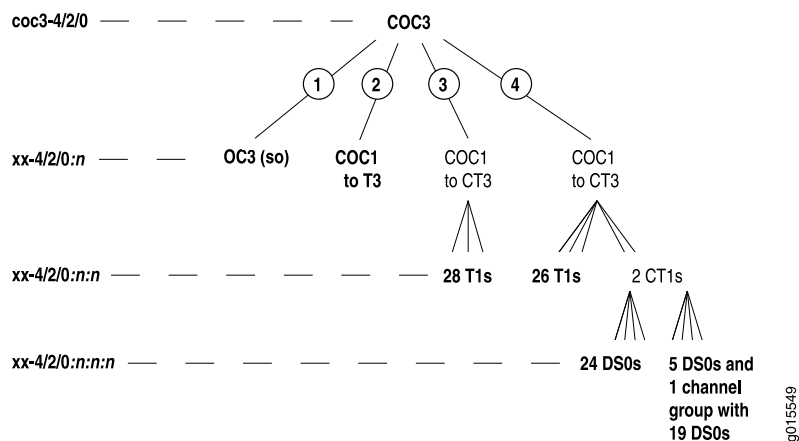 coc3-4/2/0
COC3
1
2
3
4
xx-4/2/0:n
OC3 (so)
COC1
to T3
COC1
to CT3
COC1
to CT3
xx-4/2/0:n:n
28 T1s
26 T1s
2 CT1s
xx-4/2/0:n:n:n
24 DS0s
5 DS0s and
1 channel
group with
19 DS0s
g015549